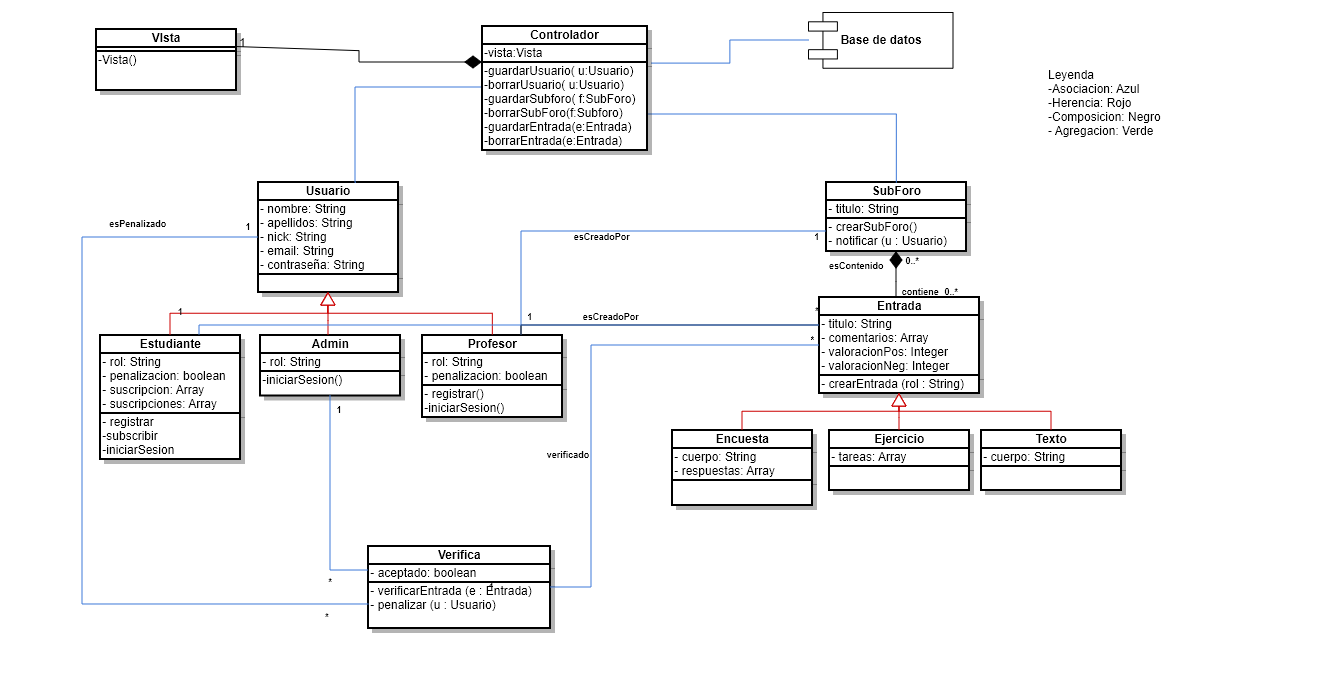 VIsta
-Vista()
1
Controlador
-vista:Vista
-guardarUsuario( u:Usuario)
-borrarUsuario( u:Usuario)
-guardarSubforo( f:SubForo)
-borrarSubForo(f:Subforo)
-guardarEntrada(e:Entrada)
-borrarEntrada(e:Entrada)
Base de datos
Leyenda
-Asociacion: Azul
-Herencia: Rojo
-Composicion: Negro
- Agregacion: Verde
Usuario
- nombre: String
- apellidos: String
- nick: String
- email: String
- contraseña: String
esPenalizado
1
SubForo
- titulo: String
- crearSubForo()
- notificar (u : Usuario)
esCreadoPor
1
esContenido
0..*
contiene 0..*
Entrada
- titulo: String
- comentarios: Array
- valoracionPos: Integer
- valoracionNeg: Integer
- crearEntrada (rol : String)
1
1
esCreadoPor
*
*
Estudiante
- rol: String
- penalizacion: boolean
- suscripcion: Array
- suscripciones: Array
- registrar
-subscribir
-iniciarSesion
Admin
- rol: String
-iniciarSesion()
1
Profesor
- rol: String
- penalizacion: boolean
- registrar()
-iniciarSesion()
Encuesta
- cuerpo: String
- respuestas: Array
Ejercicio
- tareas: Array
Texto
- cuerpo: String
verificado
Verifica
- aceptado: boolean
- verificarEntrada (e : Entrada)
- penalizar (u : Usuario)
*
*